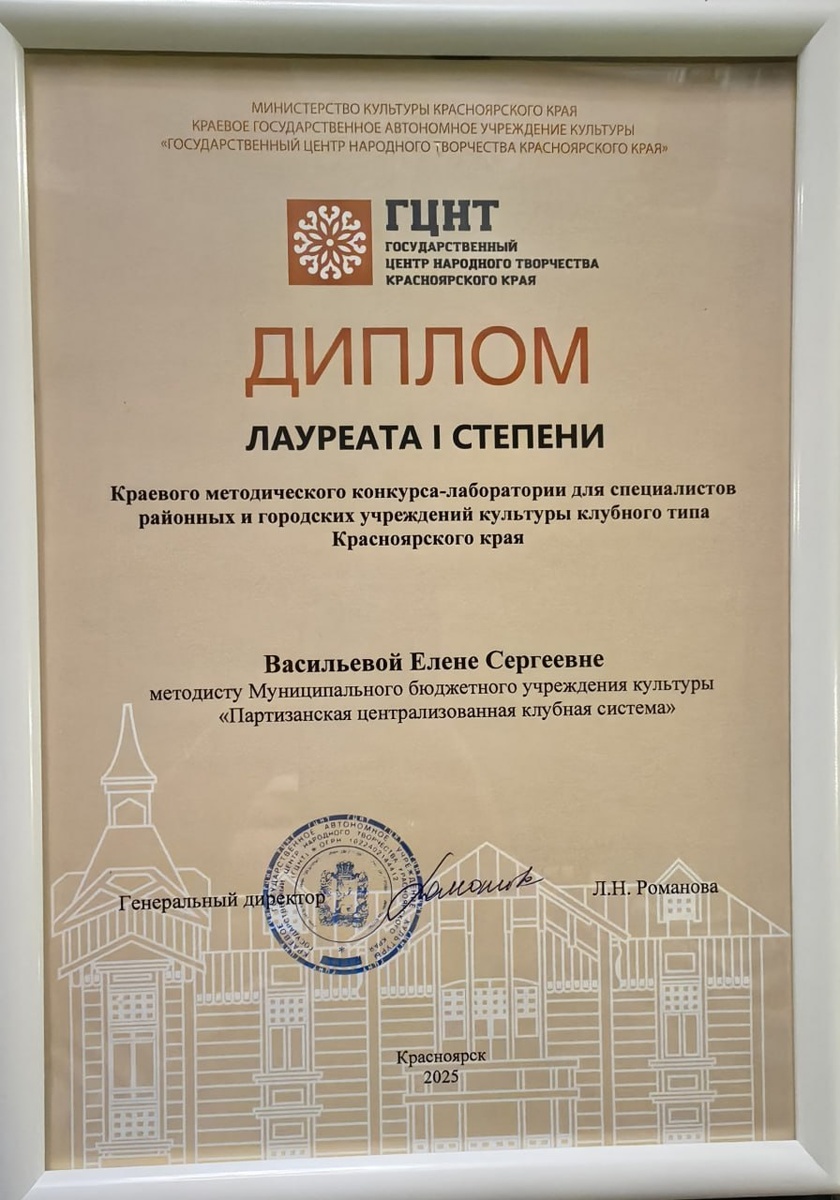 МИНИСТЕРСТВО КУЛЬТУРЫ КРАСНОЯРСКОГО КРАЯ
КРАЕВОЕ ГОСУДАРСТВЕННОЕ АВТОНОМНОЕ УЧРЕЖДЕНИЕ КУЛЬТУРЫ
«ГОСУДАРСТВЕННЫЙ ЦЕНТР НАРОДНОГО ТВОРЧЕСТВА КРАСНОЯРСКОГО КРАЯ»
ГЦНТ
ГОСУДАРСТВЕННЫЙ
ЦЕНТР НАРОДНОГО ТВОРЧЕСТВА
КРАСНОЯРСКОГО КРАЯ
ДИПЛОМ
ЛАУРЕАТА I СТЕПЕНИ
Краевого методического конкурса-лаборатории для специалистов
районных и городских учреждений культуры клубного типа
Красноярского края
Васильевой Елене Сергеевне
методисту Муниципального бюджетного учреждения культуры
«Партизанская централизованная клубная система»
Генеральный директор
Л.Н. Романова
Красноярск
2025